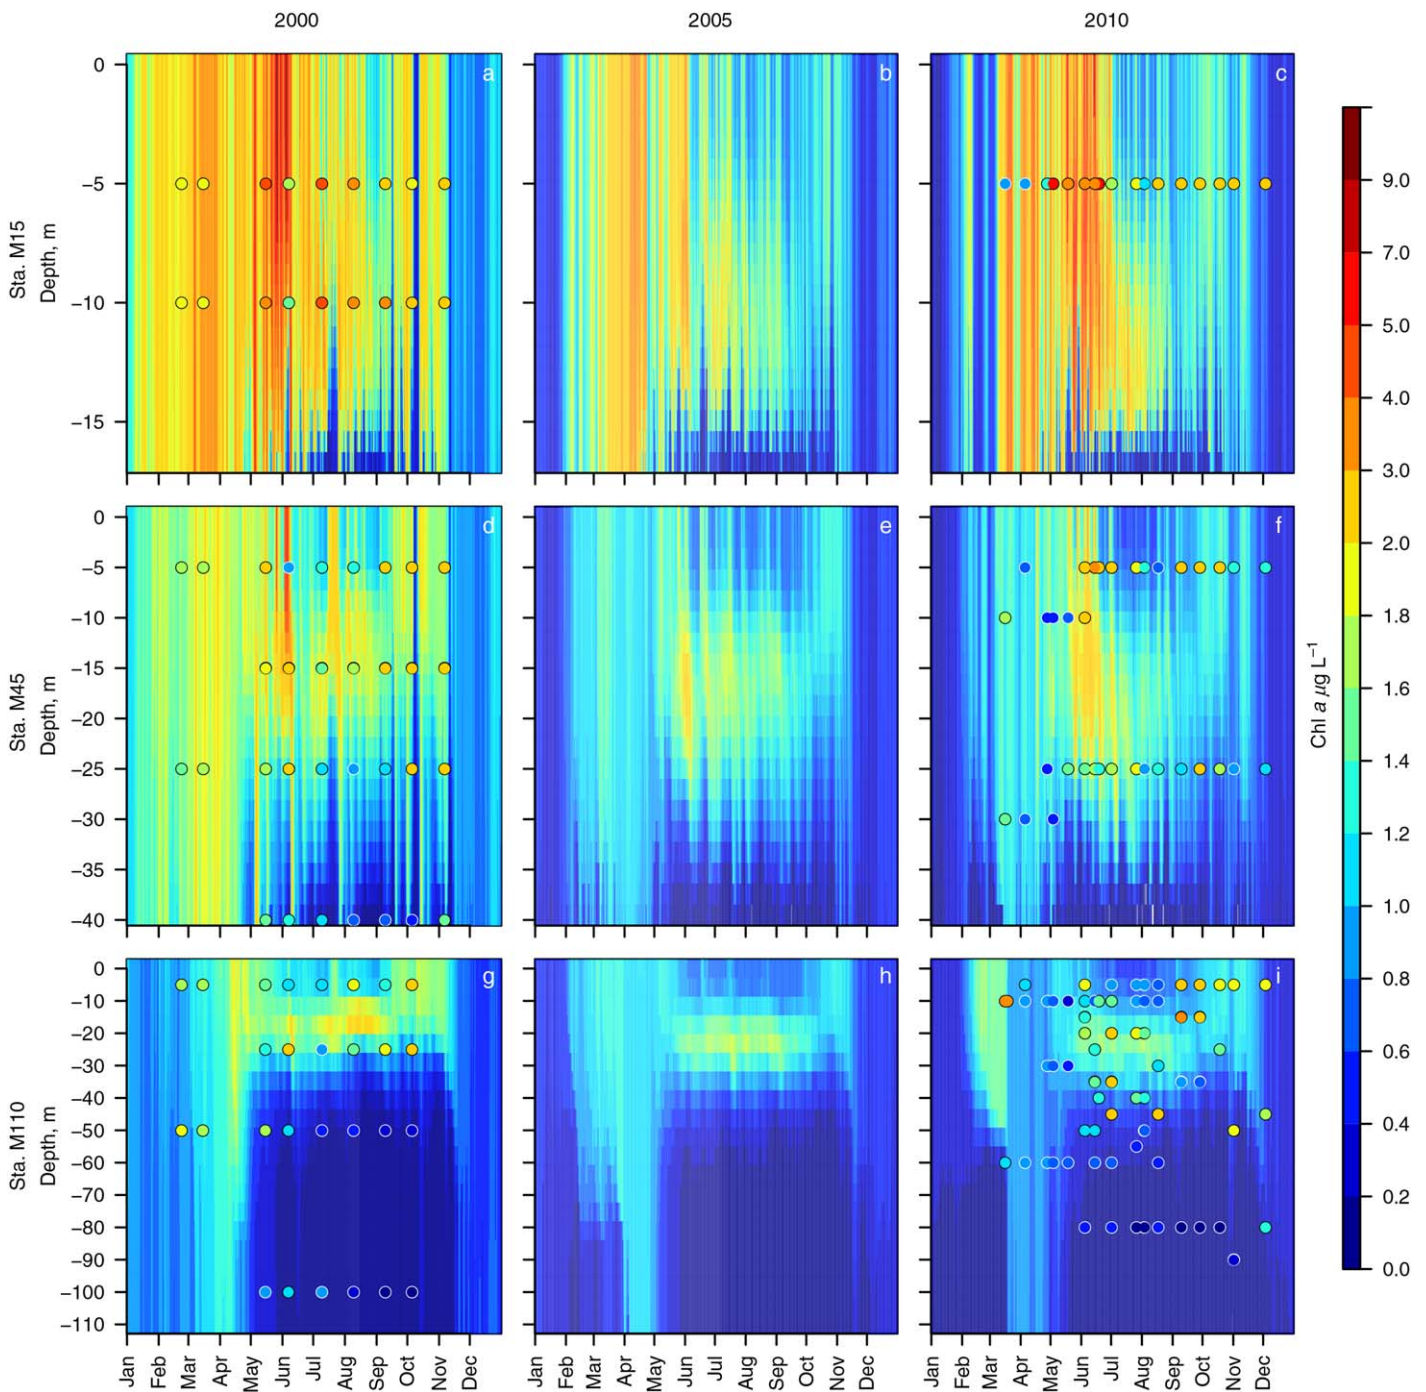 2000 2005 2010
a b c
Sta. M15
Depth, m
0
−5
−10
−15
d e f
Sta. M45
Depth, m
0
−5
−10
−15
−20
−25
−30
−35
−40
g h i
Sta. M110
Depth, m
0
−10
−20
−30
−40
−50
−60
−70
−80
−90
−100
−110
Jan Feb Mar Apr May Jun Jul Aug Sep Oct Nov Dec
Jan Feb Mar Apr May Jun Jul Aug Sep Oct Nov Dec
Jan Feb Mar Apr May Jun Jul Aug Sep Oct Nov Dec
Chl a µg L−1
9.0
7.0
5.0
4.0
3.0
2.0
1.8
1.6
1.4
1.2
1.0
0.8
0.6
0.4
0.2
0.0